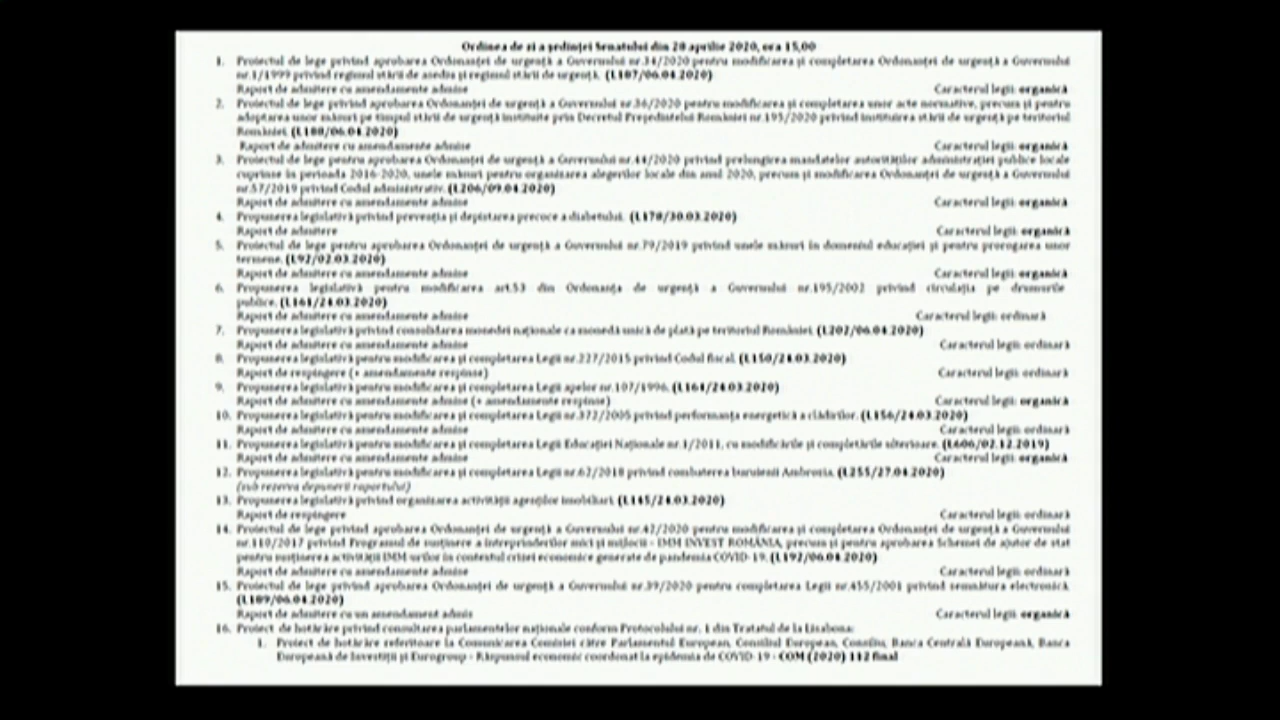 Ordinea de zi a ședinței Senatului din 28 aprilie 2020, ora 15,00
1. Proiectul de lege privind aprobarea Ordonanței de urgență a Guvernului nr.34/2020 pentru modificarea și completarea Ordonanței de urgență a Guvernului
nr.1/1999 privind regimul stării de asediu și regimul stării de urgență. (L187/06.04.2020)
Raport de admitere cu amendamente admise Caracterul legii: organică
2. Proiectul de lege privind aprobarea Ordonanței de urgență a Guvernului nr.36/2020 pentru modificarea și completarea unor acte normative, precum și pentru
adoptarea unor măsuri pe timpul stării de urgență instituite prin Decretul Președintelui României nr.195/2020 privind instituirea stării de urgență pe teritoriul
României. (L188/06.04.2020)
Raport de admitere cu amendamente admise Caracterul legii: organică
3. Proiectul de lege pentru aprobarea Ordonanței de urgență a Guvernului nr.44/2020 privind prelungirea mandatelor autorităților administrației publice locale
cuprinse în perioada 2016-2020, unele măsuri pentru organizarea alegerilor locale din anul 2020, precum și modificarea Ordonanței de urgență a Guvernului
nr.57/2019 privind Codul administrativ. (L206/09.04.2020)
Raport de admitere cu amendamente admise Caracterul legii: organică
4. Propunerea legislativă privind prevenția și depistarea precoce a diabetului. (L178/30.03.2020)
Raport de admitere Caracterul legii: organică
5. Proiectul de lege pentru aprobarea Ordonanței de urgență a Guvernului nr.79/2019 privind unele măsuri în domeniul educației și pentru prorogarea unor
termene. (L92/02.03.2020)
Raport de admitere cu amendamente admise Caracterul legii: organică
6. Propunerea legislativă pentru modificarea art.53 din Ordonanța de urgență a Guvernului nr.195/2002 privind circulația pe drumurile
publice. (L161/24.03.2020)
Raport de admitere cu amendamente admise Caracterul legii: ordinară
7. Propunerea legislativă privind consolidarea monedei naționale ca monedă unică de plată pe teritoriul României. (L202/06.04.2020)
Raport de admitere cu amendamente admise Caracterul legii: ordinară
8. Propunerea legislativă pentru modificarea și completarea Legii nr.227/2015 privind Codul fiscal. (L150/24.03.2020)
Raport de respingere (+ amendamente respinse) Caracterul legii: ordinară
9. Propunerea legislativă pentru modificarea și completarea Legii apelor nr.107/1996. (L164/24.03.2020)
Raport de admitere cu amendamente admise (+ amendamente respinse) Caracterul legii: organică
10. Propunerea legislativă pentru modificarea și completarea Legii nr.372/2005 privind performanța energetică a clădirilor. (L156/24.03.2020)
Raport de admitere cu amendamente admise Caracterul legii: ordinară
11. Propunerea legislativă pentru modificarea și completarea Legii Educației Naționale nr.1/2011, cu modificările și completările ulterioare. (L606/02.12.2019)
Raport de admitere cu amendamente admise Caracterul legii: organică
12. Propunerea legislativă pentru modificarea și completarea Legii nr.62/2018 privind combaterea buruienii Ambrozia. (L255/27.04.2020)
(sub rezerva depunerii raportului)
13. Propunerea legislativă privind organizarea activității agenților imobiliari. (L145/24.03.2020)
Raport de respingere Caracterul legii: ordinară
14. Proiectul de lege privind aprobarea Ordonanței de urgență a Guvernului nr.42/2020 pentru modificarea și completarea Ordonanței de urgență a Guvernului
nr.110/2017 privind Programul de susținere a întreprinderilor mici și mijlocii - IMM INVEST ROMÂNIA, precum și pentru aprobarea Schemei de ajutor de stat
pentru susținerea activității IMM-urilor în contextul crizei economice generate de pandemia COVID-19. (L192/06.04.2020)
Raport de admitere cu amendamente admise Caracterul legii: ordinară
15. Proiectul de lege privind aprobarea Ordonanței de urgență a Guvernului nr.39/2020 pentru completarea Legii nr.455/2001 privind semnătura electronică.
(L189/06.04.2020)
Raport de admitere cu un amendament admis Caracterul legii: organică
16. Proiect de hotărâre privind consultarea parlamentelor naționale conform Protocolului nr. 1 din Tratatul de la Lisabona:
1. Proiect de hotărâre referitoare la Comunicarea Comisiei către Parlamentul European, Consiliul European, Consiliu, Banca Centrală Europeană, Banca
Europeană de Investiții și Eurogroup - Răspunsul economic coordonat la epidemia de COVID-19 - COM (2020) 112 final